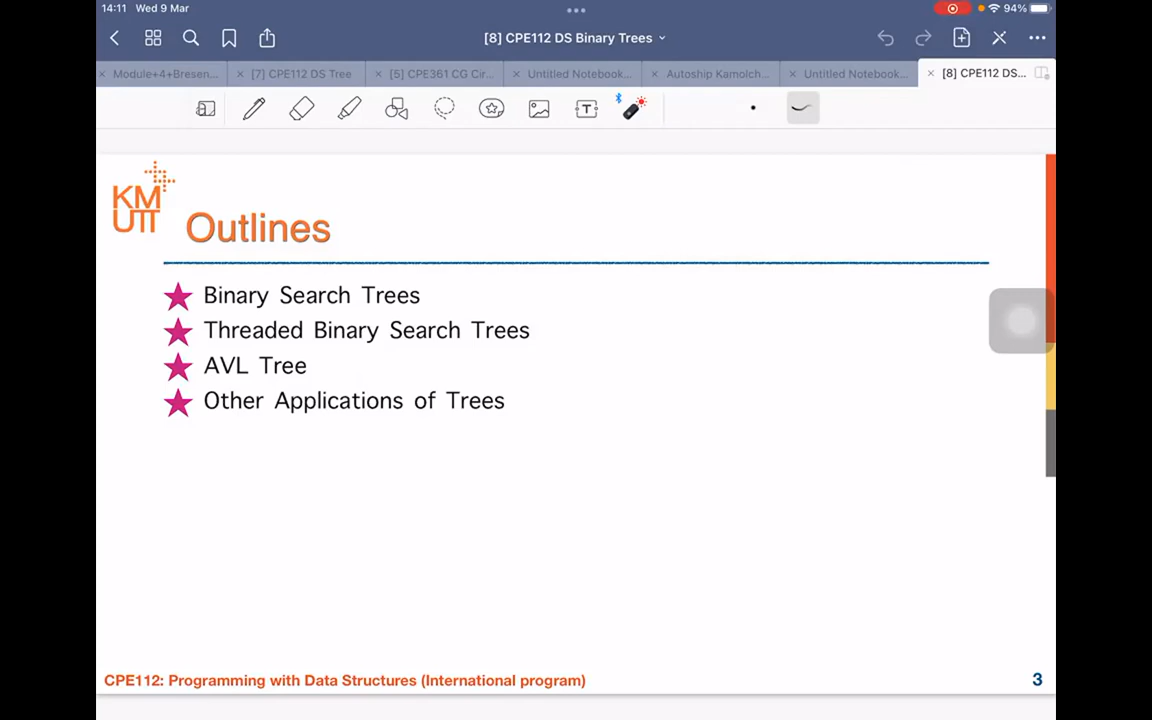 14:11 Wed 9 Mar
94%
[8] CPE112 DS Binary Trees
Module+4+Bresen...
[7] CPE112 DS Tree
[5] CPE361 CG Cir...
Untitled Notebook...
Autoship Kamolch...
Untitled Notebook...
[8] CPE112 DS...
T
KM
UTT
Outlines
Binary Search Trees
Threaded Binary Search Trees
AVL Tree
Other Applications of Trees
CPE112: Programming with Data Structures (International program)
3